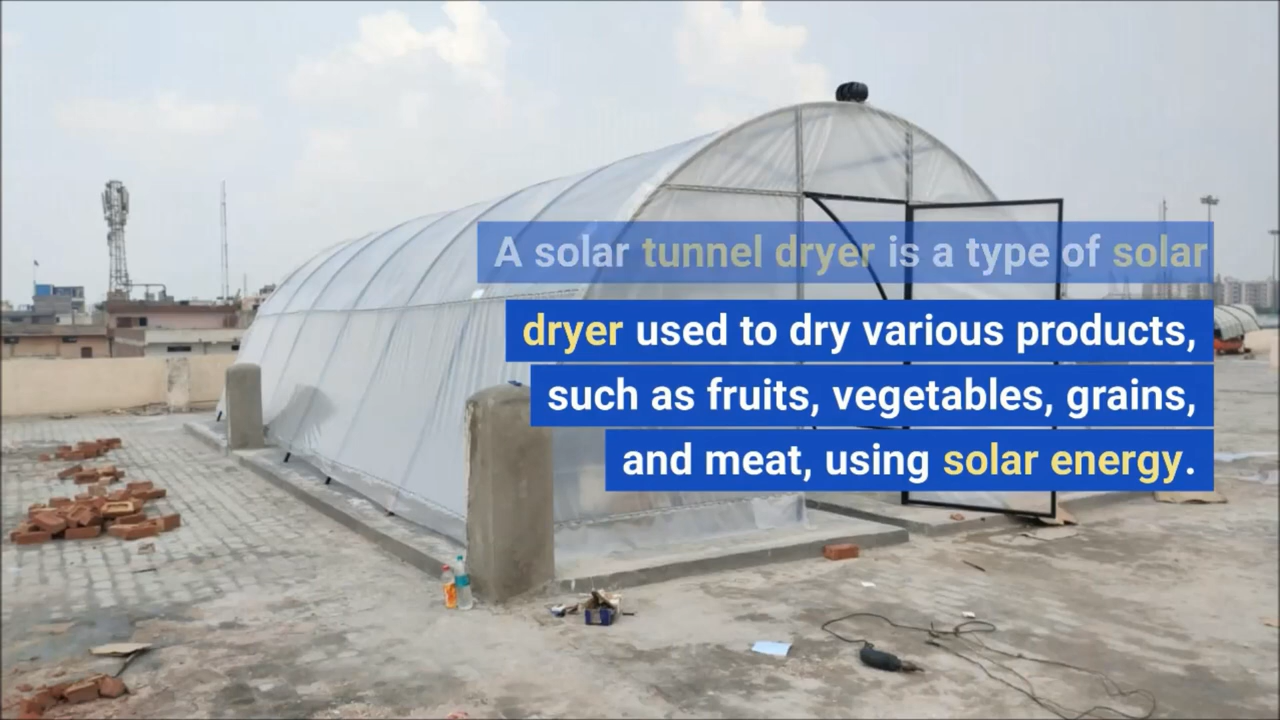 A solar tunnel dryer is a type of solar
dryer used to dry various products,
such as fruits, vegetables, grains,
and meat, using solar energy.